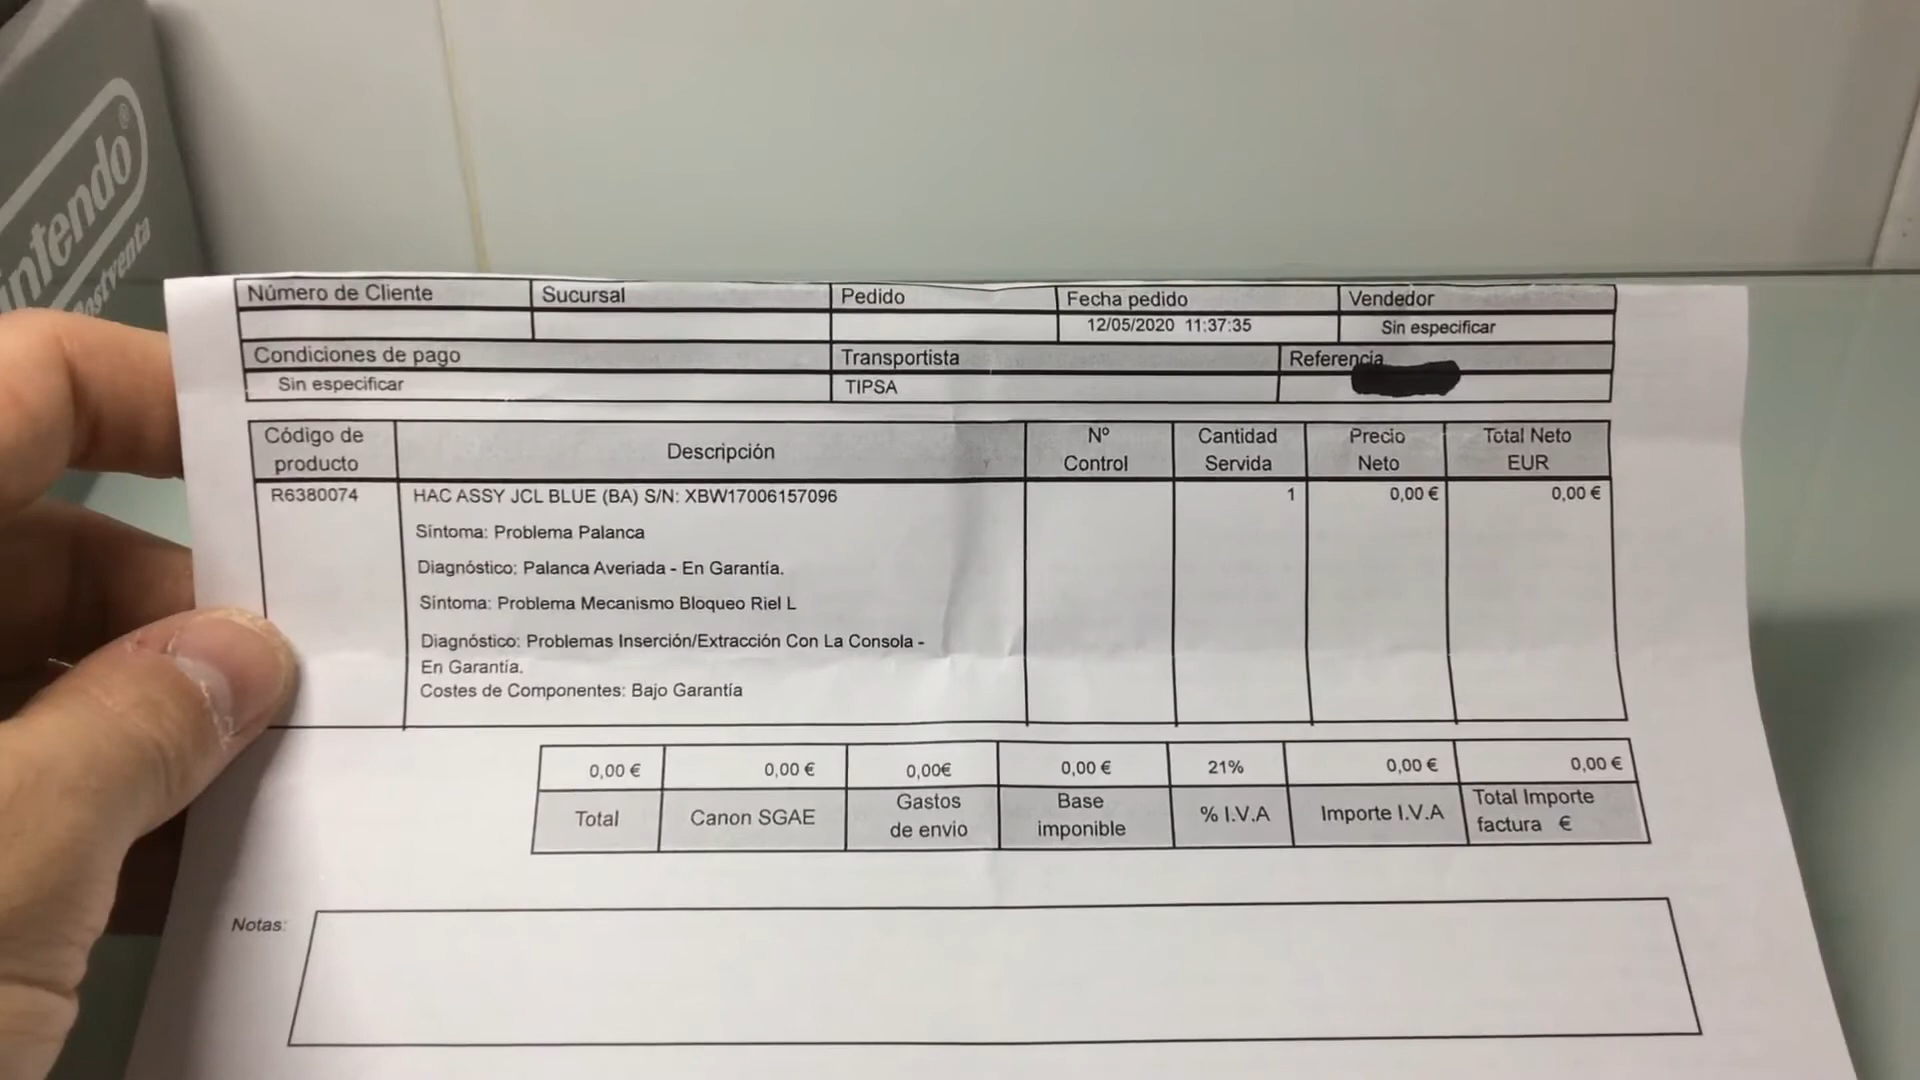 Nintendo®
Postventa
Número de Cliente Sucursal Pedido Fecha pedido Vendedor
12/05/2020 11:37:35 Sin especificar
Condiciones de pago Transportista Referencia
Sin especificar TIPSA
Código de producto Descripción Nº Control Cantidad Servida Precio Neto Total Neto EUR
R6380074 HAC ASSY JCL BLUE (BA) S/N: XBW17006157096 1 0,00 € 0,00 €
Síntoma: Problema Palanca
Diagnóstico: Palanca Averiada - En Garantía.
Síntoma: Problema Mecanismo Bloqueo Riel L
Diagnóstico: Problemas Inserción/Extracción Con La Consola -
En Garantía.
Costes de Componentes: Bajo Garantía
0,00 € 0,00 € 0,00€ 0,00 € 21% 0,00 € 0,00 €
Total Canon SGAE Gastos de envio Base imponible % I.V.A Importe I.V.A Total Importe factura €
Notas: